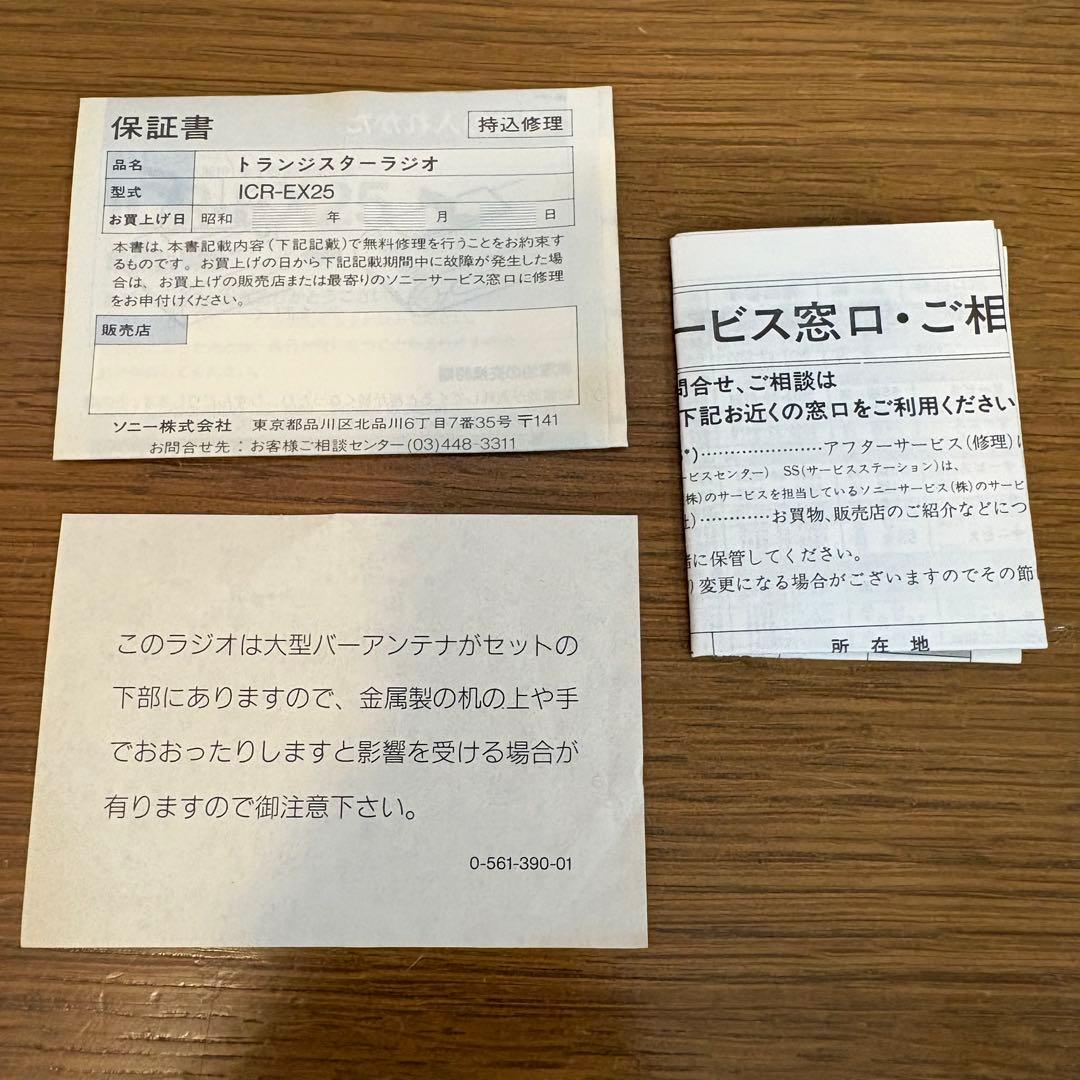 保証書
持込修理
品名 トランジスターラジオ
型式 ICR-EX25
お買上げ日 昭和 年 月 日
本書は、本書記載内容(下記記載)で無料修理を行うことをお約束す
るものです。お買上げの日から下記記載期間中に故障が発生した場
合は、お買上げの販売店または最寄りのソニーサービス窓口に修理
をお申付けください。
販売店
ソニー株式会社 東京都品川区北品川6丁目7番35号 〒141
お問合せ先：お客様ご相談センター(03)448-3311
ービス窓口・ご相
問合せ、ご相談は
下記お近くの窓口をご利用ください
)……………………アフターサービス(修理)に
ービスセンター) SS(サービスステーション)は、
(株)のサービスを担当しているソニーサービス(株)のサービ
)…………お買物、販売店のご紹介などにつ
に保管してください。
)変更になる場合がございますのでその節
所在地
このラジオは大型バーアンテナがセットの
下部にありますので、金属製の机の上や手
でおおったりしますと影響を受ける場合が
有りますので御注意下さい。
0-561-390-01